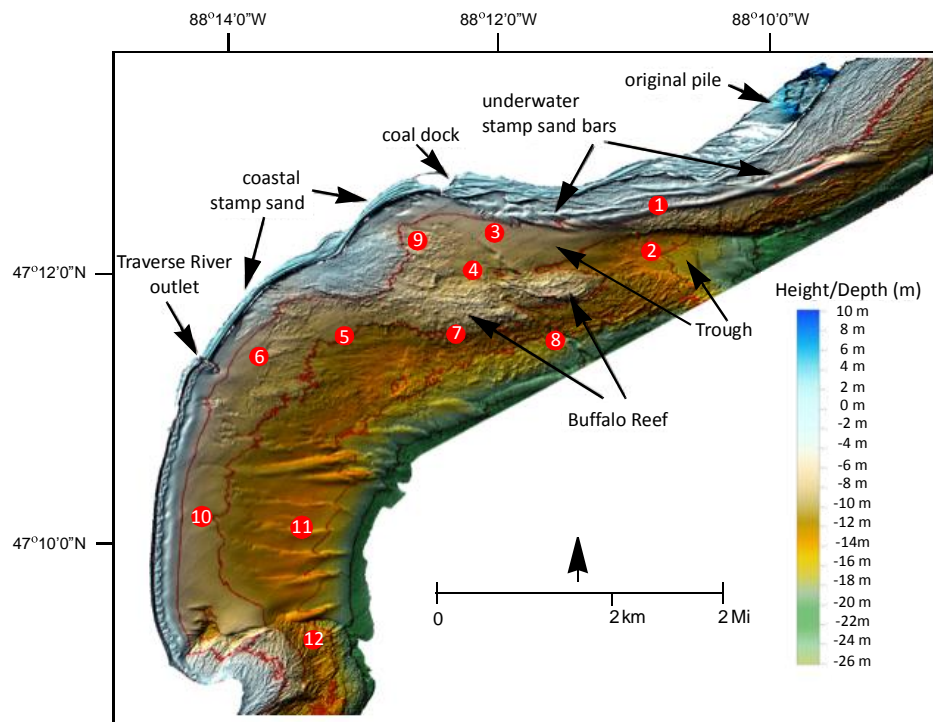 88°14'0"W
88°12'0"W
88°10'0"W
original pile
underwater
stamp sand bars
coal dock
coastal
stamp sand
1
9
3
2
47°12'0"N
4
Traverse River
outlet
Height/Depth (m)
10 m
8 m
6 m
4 m
2 m
0 m
-2 m
-4 m
-6 m
-8 m
-10 m
-12 m
-14m
-16 m
-18 m
-20 m
-22m
-24 m
-26 m
Trough
5
7
8
6
Buffalo Reef
10
11
47°10'0"N
0
2 km
2 Mi
12